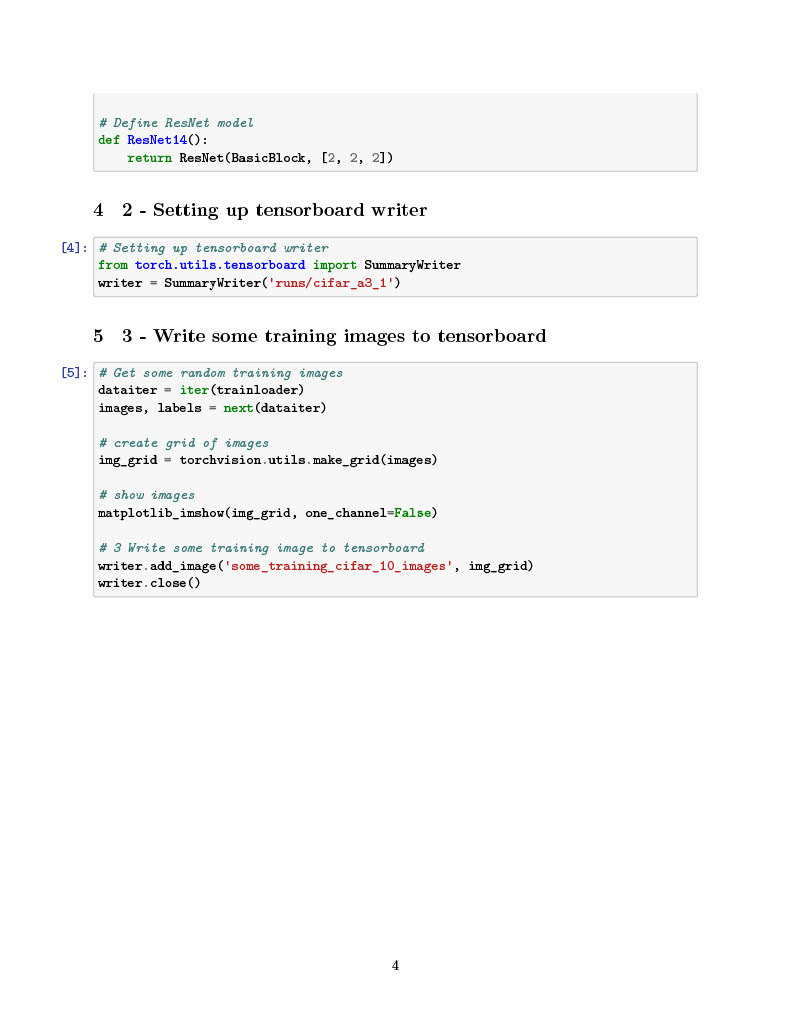 # Define ResNet model
def ResNet14():
    return ResNet(BasicBlock, [2, 2, 2])
4 2 - Setting up tensorboard writer
[4]: # Setting up tensorboard writer
from torch.utils.tensorboard import SummaryWriter
writer = SummaryWriter('runs/cifar_a3_1')
5 3 - Write some training images to tensorboard
[5]: # Get some random training images
dataiter = iter(trainloader)
images, labels = next(dataiter)
# create grid of images
img_grid = torchvision.utils.make_grid(images)
# show images
matplotlib_imshow(img_grid, one_channel=False)
# 3 Write some training image to tensorboard
writer.add_image('some_training_cifar_10_images', img_grid)
writer.close()
4